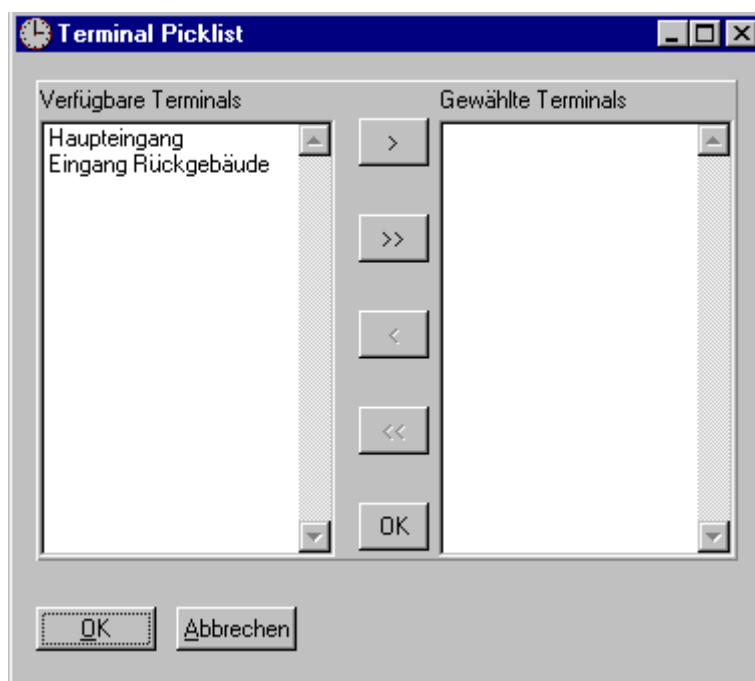 Terminal Picklist
Verfügbare Terminals
Gewählte Terminals
Haupteingang
Eingang Rückgebäude
>
>>
<
<<
OK
OK Abbrechen